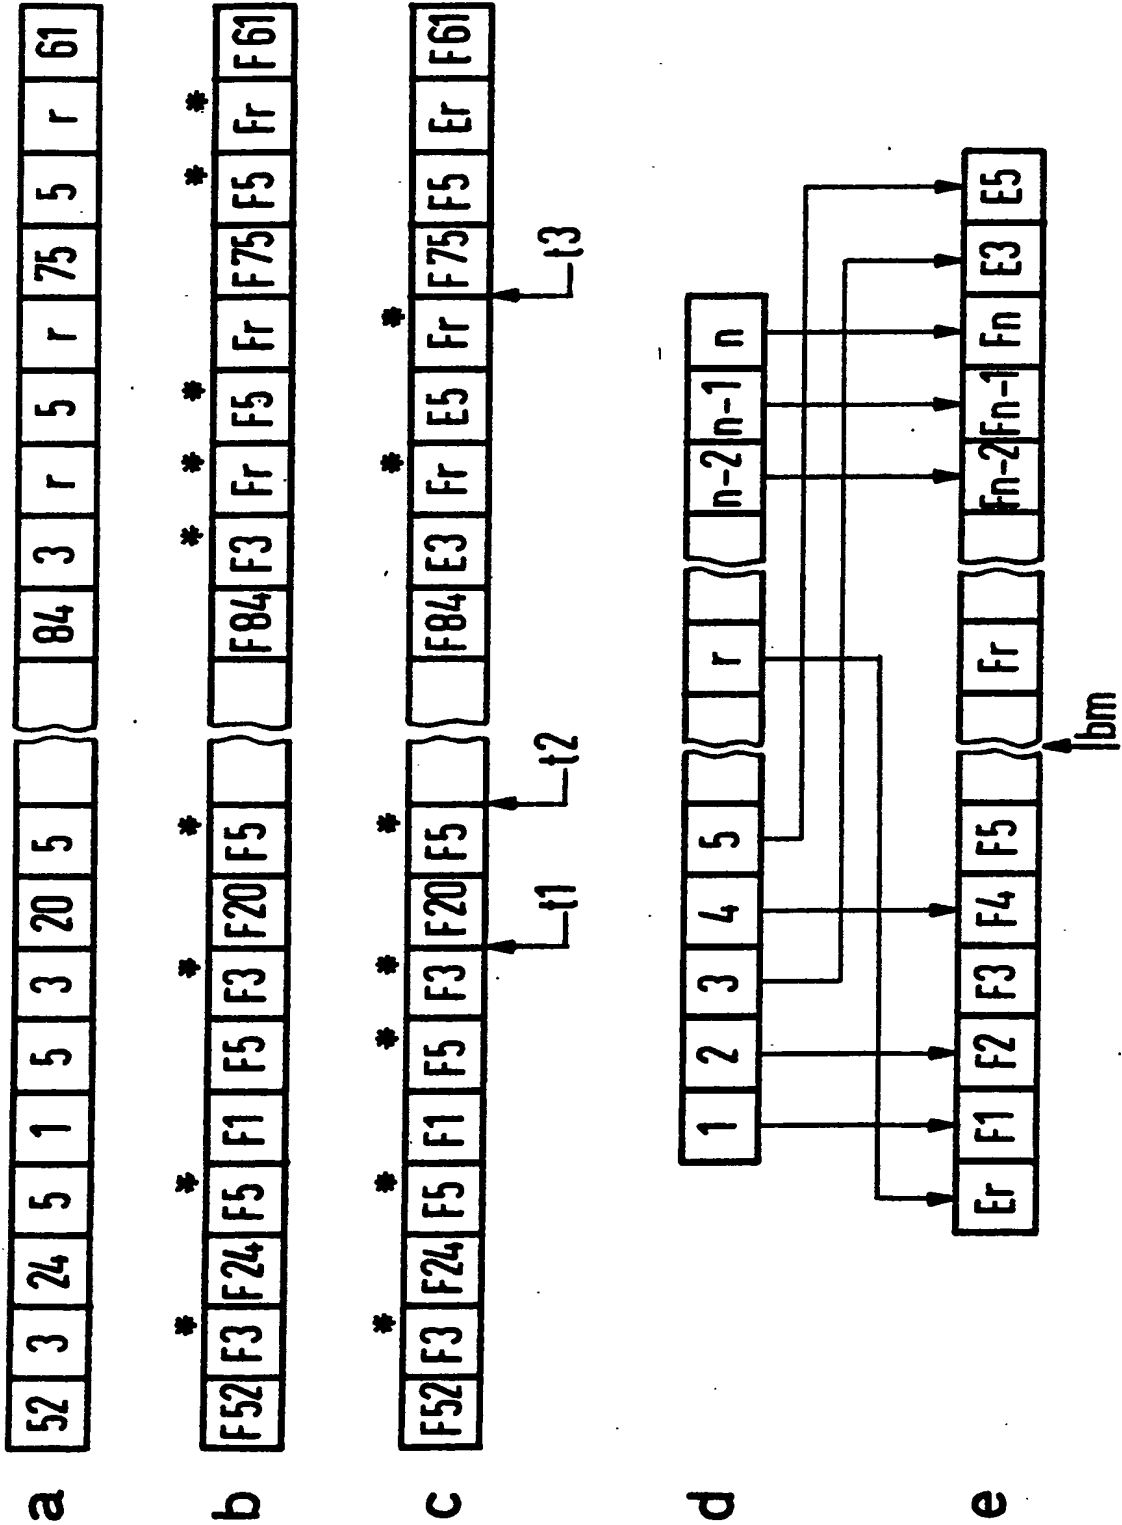 a 52 3 24 5 1 5 3 20 5 84 3 r 5 r 75 5 r 61
* * * * * * * * *
b F52 F3 F24 F5 F1 F5 F3 F20 F5 F84 F3 Fr F5 Fr F75 F5 Fr F61
* * * * * * *
c F52 F3 F24 F5 F1 F5 F3 F20 F5 F84 E3 Fr E5 Fr F75 F5 Er F61
t1 t2 t3
d 1 2 3 4 5 r n-2 n-1 n
e Er F1 F2 F3 F4 F5 Fr Fn-2 Fn-1 Fn E3 E5
bm